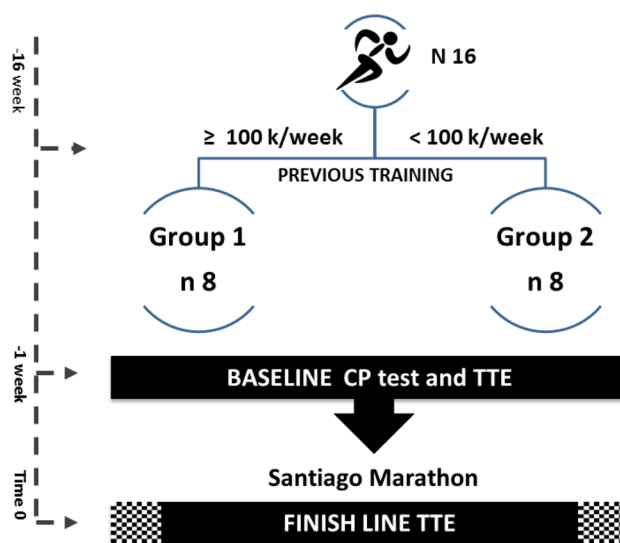 -16 week
N 16
≥ 100 k/week
< 100 k/week
PREVIOUS TRAINING
Group 1
n 8
Group 2
n 8
-1 week
BASELINE CP test and TTE
Santiago Marathon
Time 0
FINISH LINE TTE